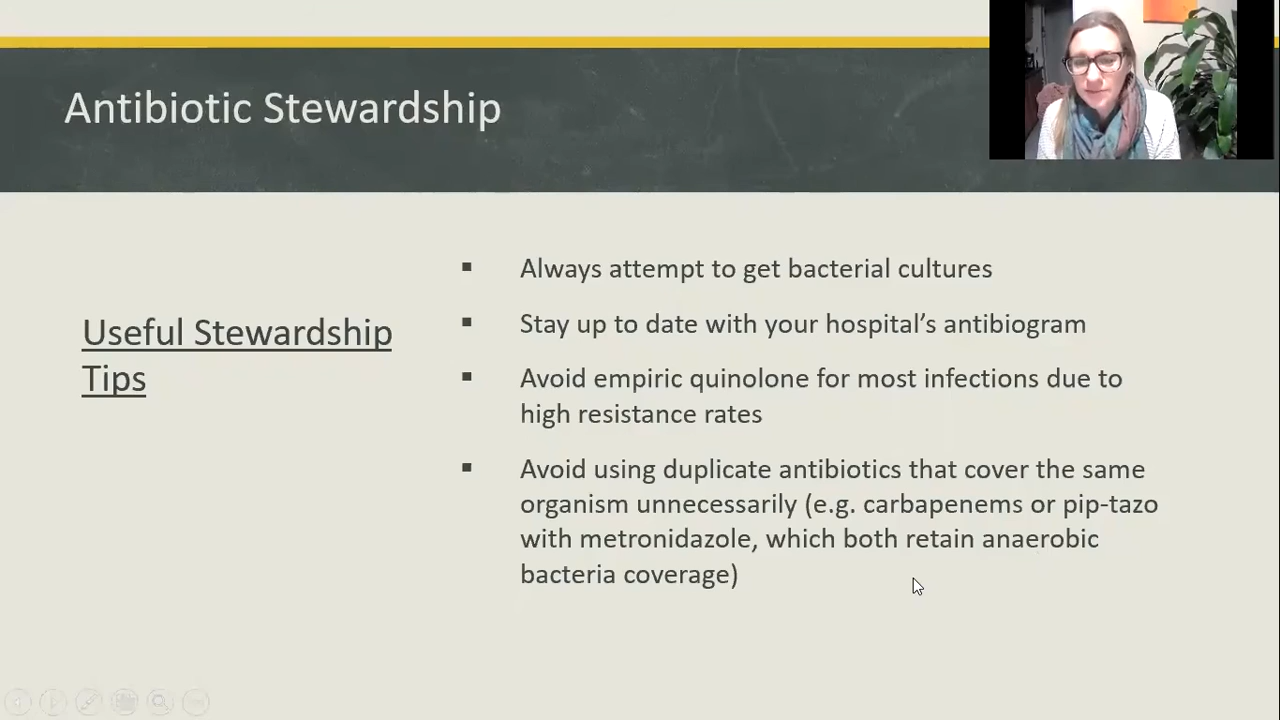 Antibiotic Stewardship
Useful Stewardship
Tips
▪ Always attempt to get bacterial cultures
▪ Stay up to date with your hospital's antibiogram
▪ Avoid empiric quinolone for most infections due to
high resistance rates
▪ Avoid using duplicate antibiotics that cover the same
organism unnecessarily (e.g. carbapenems or pip-tazo
with metronidazole, which both retain anaerobic
bacteria coverage)